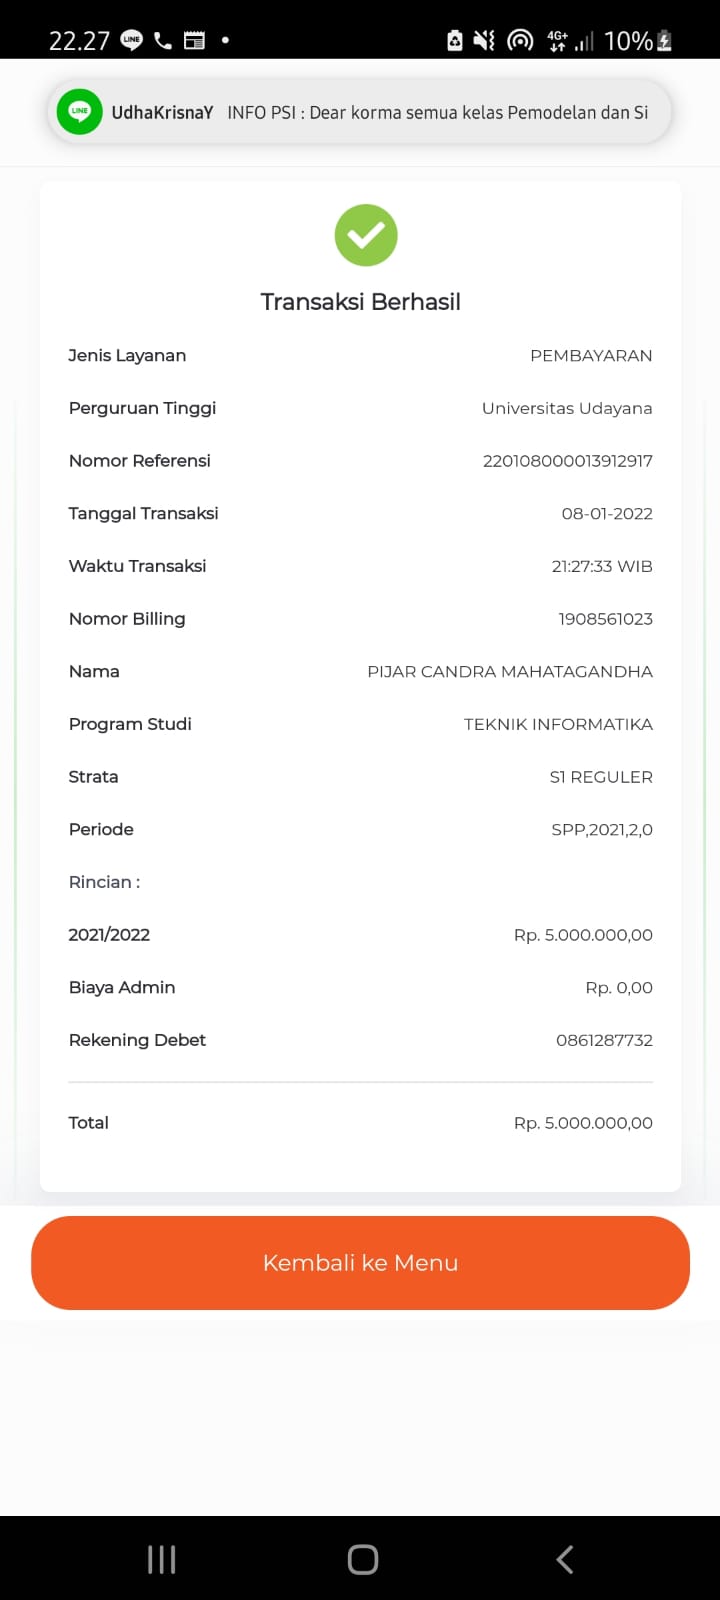 22.27 LINE 4G+ 10%
LINE UdhaKrisnaY INFO PSI : Dear korma semua kelas Pemodelan dan Si
Transaksi Berhasil
Jenis Layanan PEMBAYARAN
Perguruan Tinggi Universitas Udayana
Nomor Referensi 220108000013912917
Tanggal Transaksi 08-01-2022
Waktu Transaksi 21:27:33 WIB
Nomor Billing 1908561023
Nama PIJAR CANDRA MAHATAGANDHA
Program Studi TEKNIK INFORMATIKA
Strata S1 REGULER
Periode SPP,2021,2,0
Rincian :
2021/2022 Rp. 5.000.000,00
Biaya Admin Rp. 0,00
Rekening Debet 0861287732
Total Rp. 5.000.000,00
Kembali ke Menu